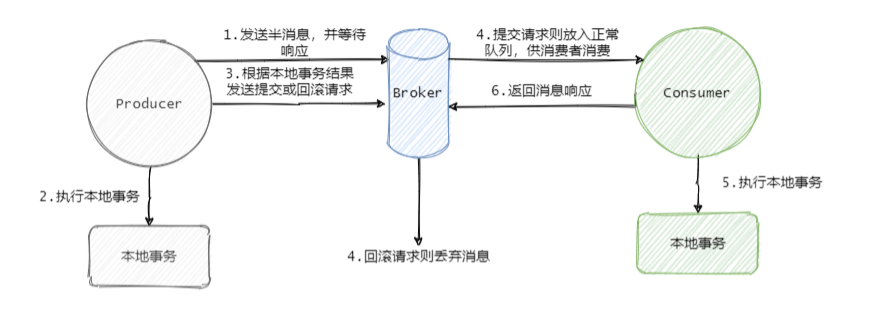 1.发送半消息，并等待
响应
4.提交请求则放入正常
队列，供消费者消费
3.根据本地事务结果
发送提交或回滚请求
Producer
Broker
6.返回消息响应
Consumer
2.执行本地事务
5.执行本地事务
本地事务
4.回滚请求则丢弃消息
本地事务